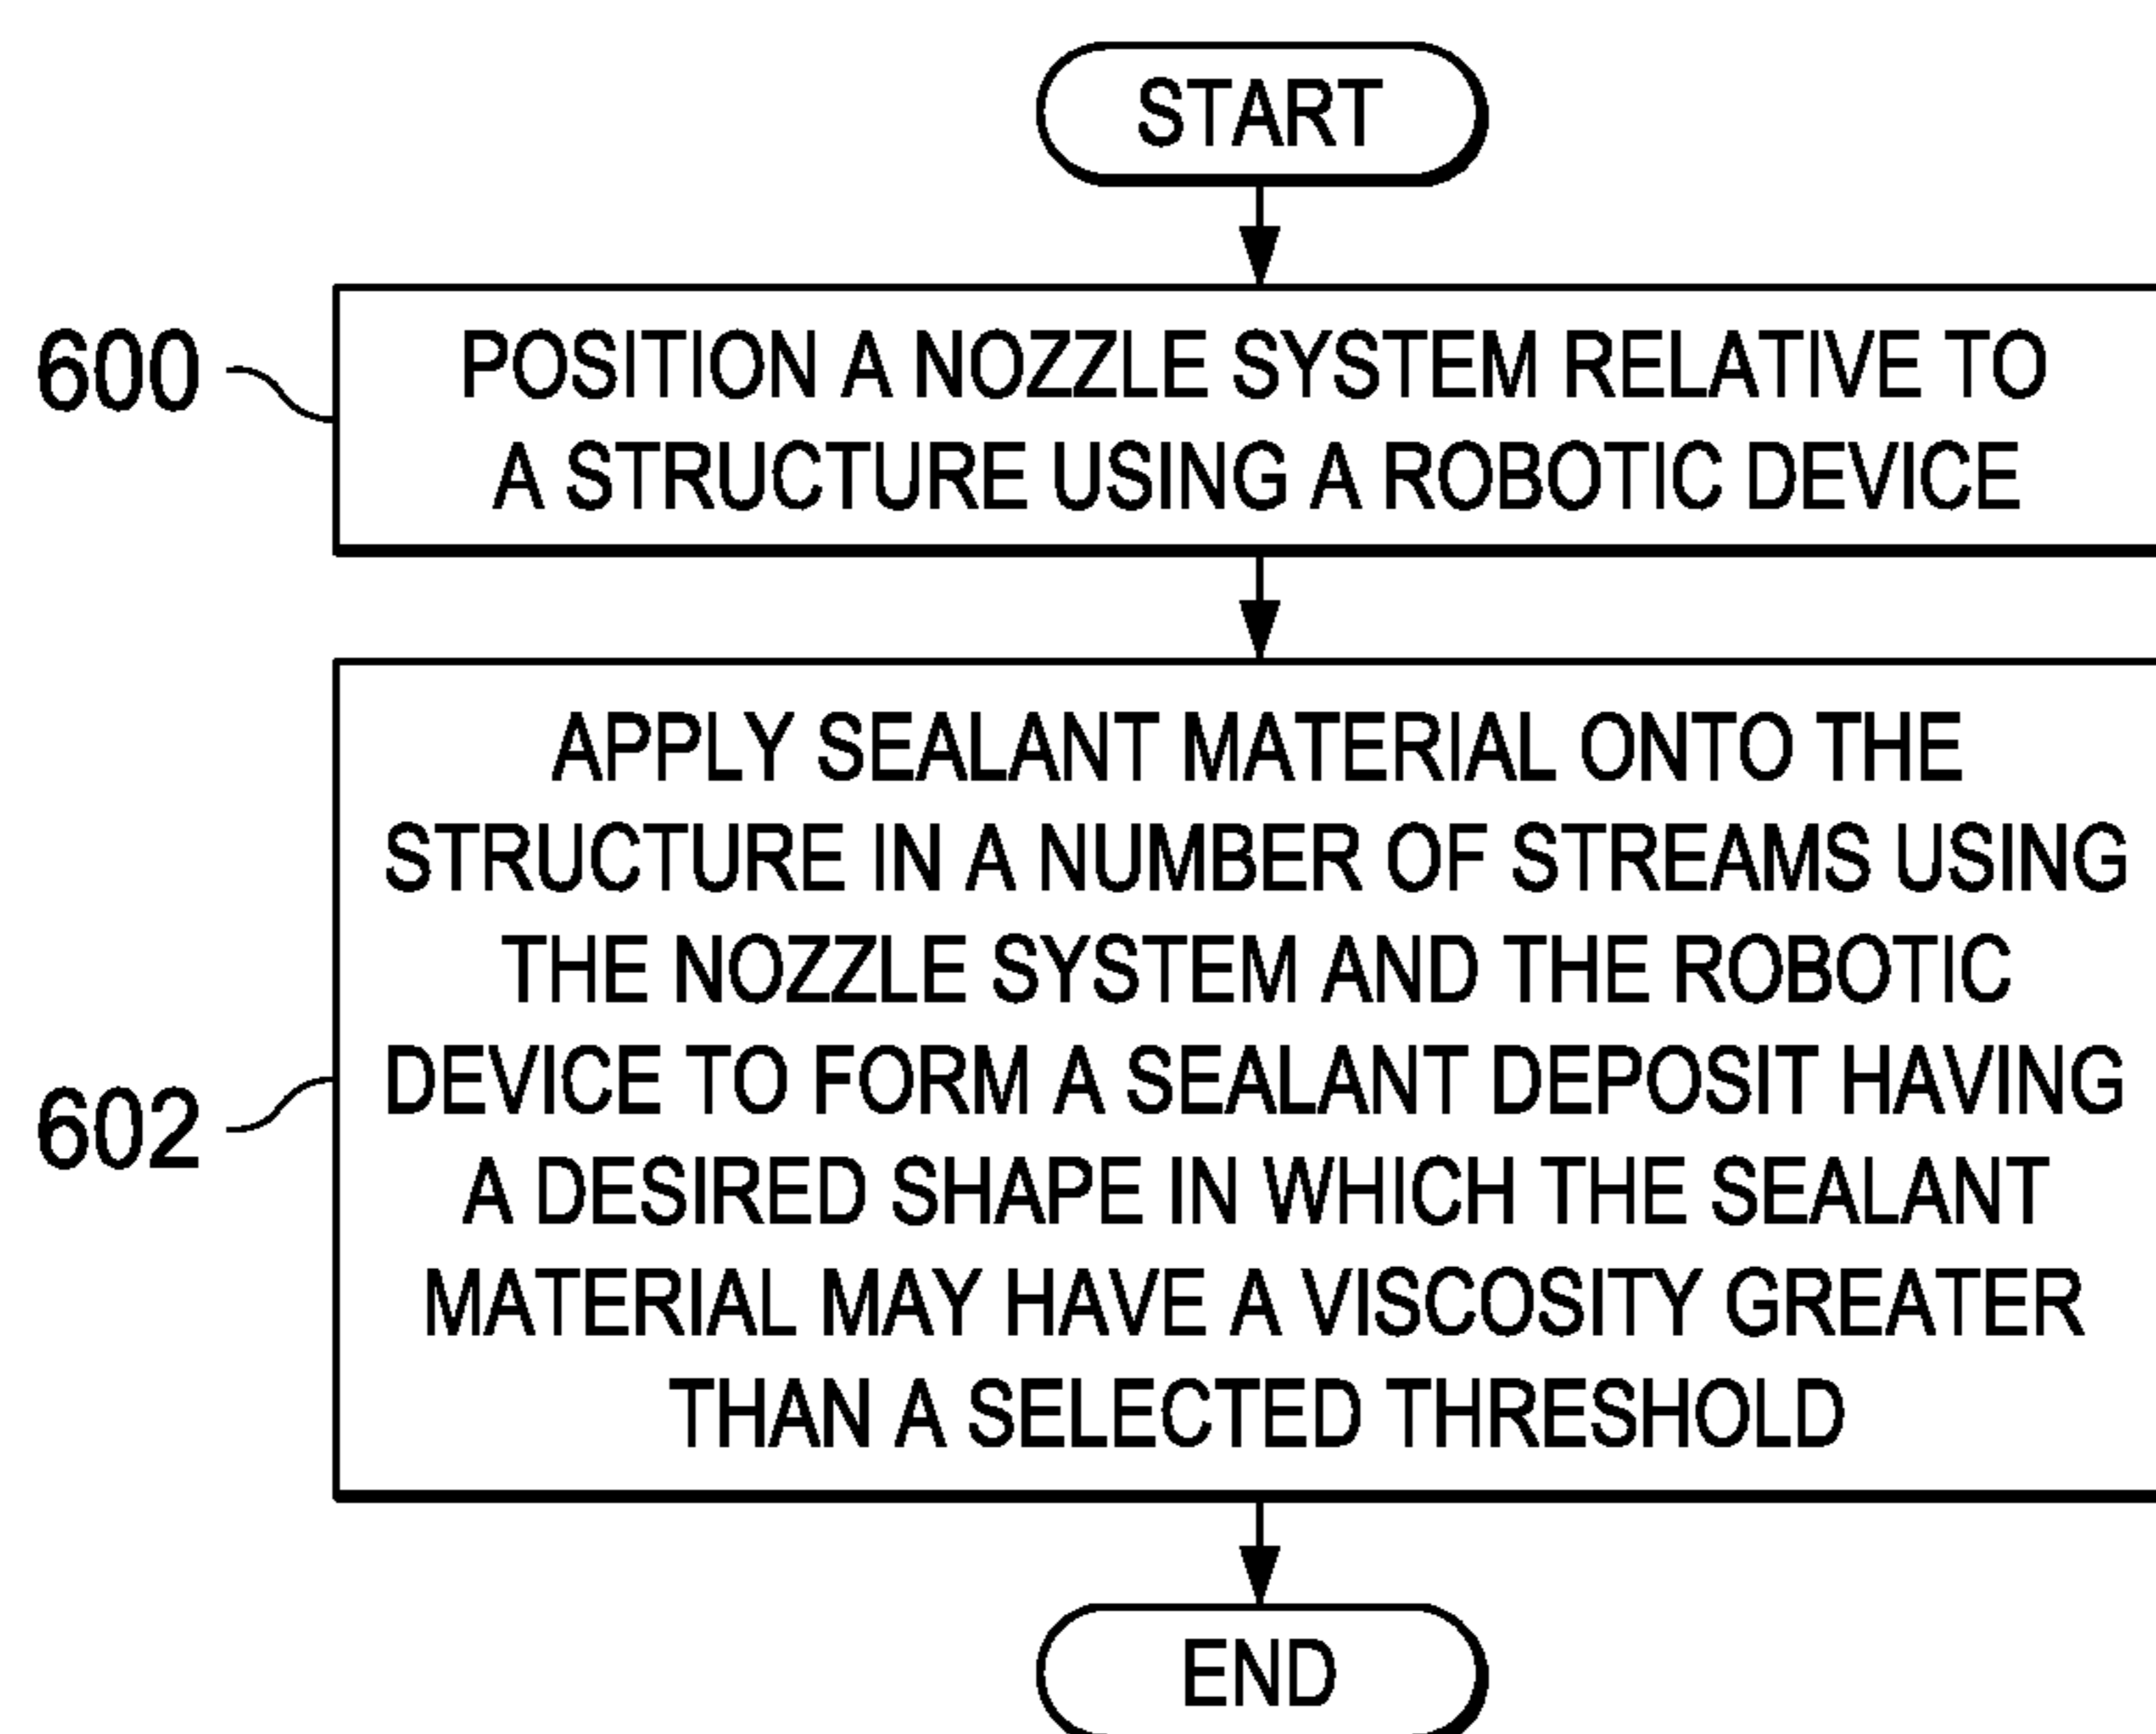 START
600
POSITION A NOZZLE SYSTEM RELATIVE TO
A STRUCTURE USING A ROBOTIC DEVICE
602
APPLY SEALANT MATERIAL ONTO THE
STRUCTURE IN A NUMBER OF STREAMS USING
THE NOZZLE SYSTEM AND THE ROBOTIC
DEVICE TO FORM A SEALANT DEPOSIT HAVING
A DESIRED SHAPE IN WHICH THE SEALANT
MATERIAL MAY HAVE A VISCOSITY GREATER
THAN A SELECTED THRESHOLD
END